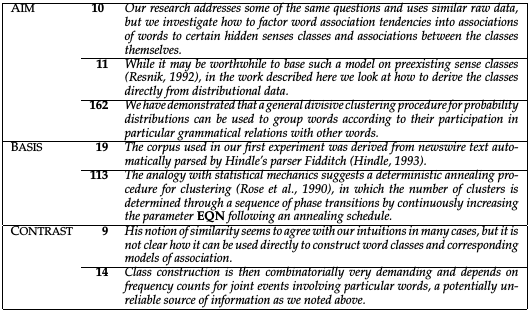 AIM 10 Our research addresses some of the same questions and uses similar raw data,
but we investigate how to factor word association tendencies into associations
of words to certain hidden senses classes and associations between the classes
themselves.
11 While it may be worthwhile to base such a model on preexisting sense classes
(Resnik, 1992), in the work described here we look at how to derive the classes
directly from distributional data.
162 We have demonstrated that a general divisive clustering procedure for probability
distributions can be used to group words according to their participation in
particular grammatical relations with other words.
BASIS 19 The corpus used in our first experiment was derived from newswire text auto-
matically parsed by Hindle's parser Fidditch (Hindle, 1993).
113 The analogy with statistical mechanics suggests a deterministic annealing pro-
cedure for clustering (Rose et al., 1990), in which the number of clusters is
determined through a sequence of phase transitions by continuously increasing
the parameter EQN following an annealing schedule.
CONTRAST 9 His notion of similarity seems to agree with our intuitions in many cases, but it is
not clear how it can be used directly to construct word classes and corresponding
models of association.
14 Class construction is then combinatorially very demanding and depends on
frequency counts for joint events involving particular words, a potentially un-
reliable source of information as we noted above.